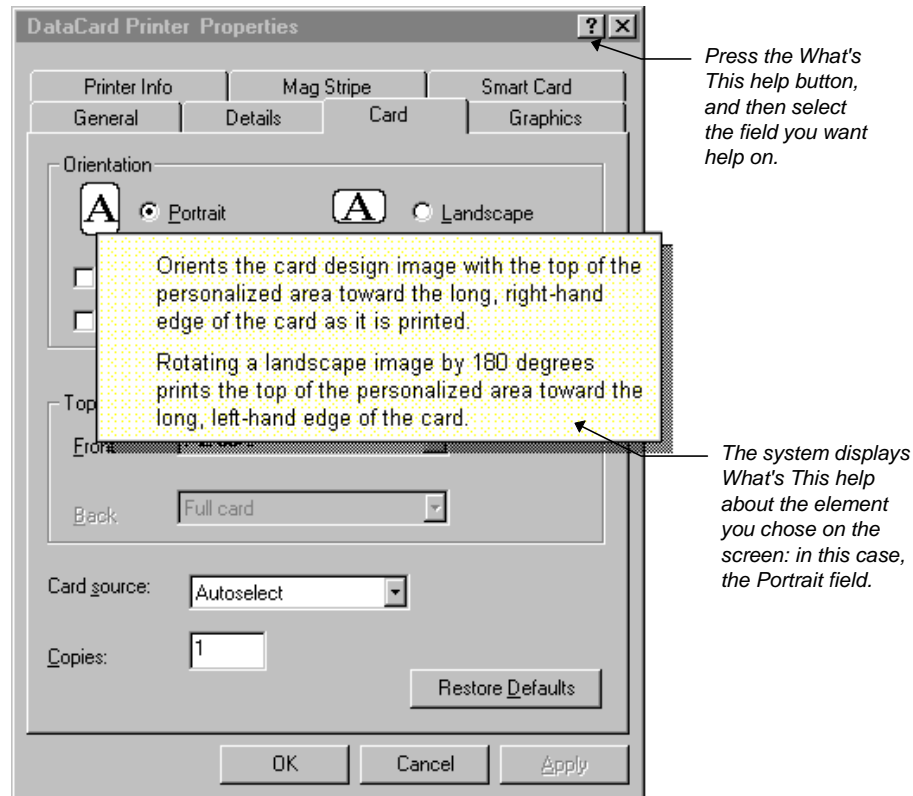 DataCard Printer Properties
Press the What's
This help button,
and then select
the field you want
help on.
Printer Info
Mag Stripe
Smart Card
General
Details
Card
Graphics
Orientation
A
Portrait
A
Landscape
Orients the card design image with the top of the
personalized area toward the long, right-hand
edge of the card as it is printed.
Rotating a landscape image by 180 degrees
prints the top of the personalized area toward the
long, left-hand edge of the card.
Top
Front
The system displays
What's This help
about the element
you chose on the
screen: in this case,
the Portrait field.
Back
Full card
Card source:
Autoselect
Copies:
1
Restore Defaults
OK
Cancel
Apply